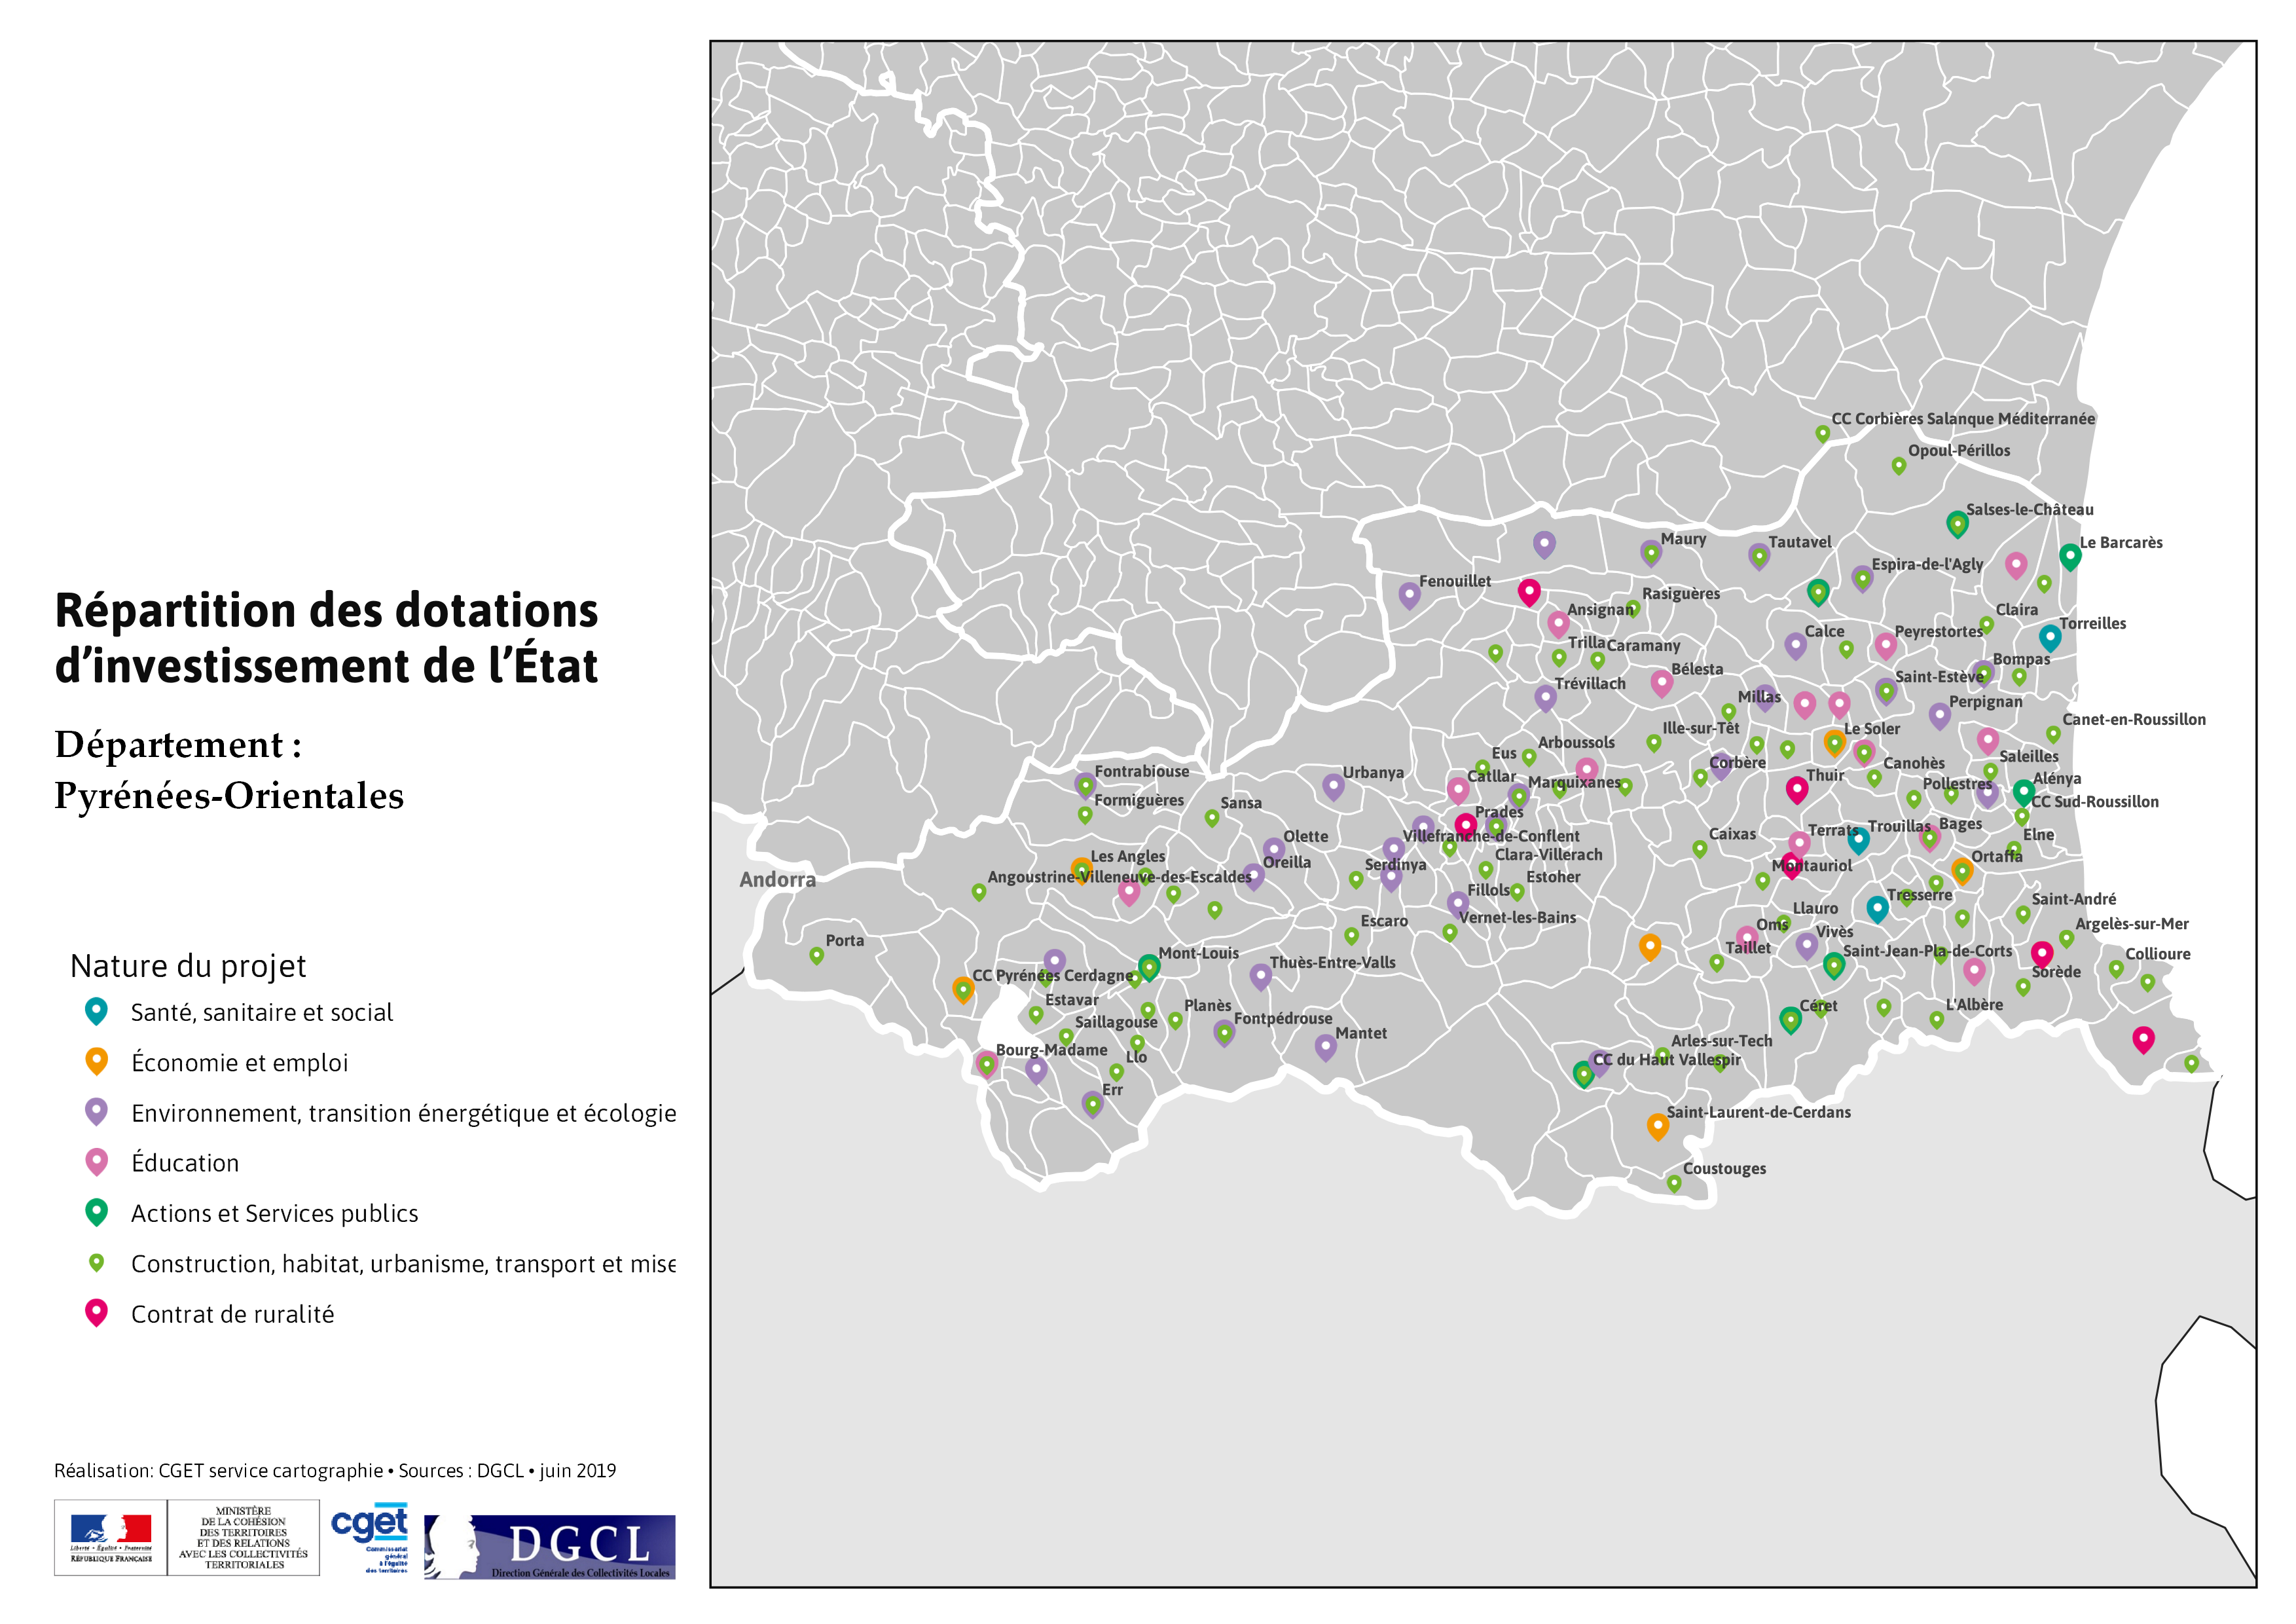 Répartition des dotations
d’investissement de l’État
Département :
Pyrénées-Orientales
Nature du projet
Santé, sanitaire et social
Économie et emploi
Environnement, transition énergétique et écologie
Éducation
Actions et Services publics
Construction, habitat, urbanisme, transport et mise
Contrat de ruralité
Réalisation: CGET service cartographie • Sources : DGCL • juin 2019
Liberté • Égalité • Fraternité
RÉPUBLIQUE FRANÇAISE
MINISTÈRE
DE LA COHÉSION
DES TERRITOIRES
ET DES RELATIONS
AVEC LES COLLECTIVITÉS
TERRITORIALES
cget
Commissariat
général
à l'égalité
des territoires
DGCL
Direction Générale des Collectivités Locales
CC Corbières Salanque Méditerranée
Opoul-Périllos
Salses-le-Château
Maury
Tautavel
Le Barcarès
Espira-de-l'Agly
Fenouillet
Rasiguères
Ansignan
Claira
Torreilles
Calce
Peyrestortes
Trilla
Caramany
Bompas
Bélesta
Saint-Estève
Trévillach
Millas
Perpignan
Canet-en-Roussillon
Ille-sur-Têt
Le Soler
Arboussols
Eus
Saleilles
Corbère
Canohès
Fontrabiouse
Urbanya
Catllar
Marquixanes
Thuir
Pollestres
Alénya
Formiguères
Sansa
CC Sud-Roussillon
Prades
Olette
Villefranche-de-Conflent
Caixas
Terrats
Trouillas
Bages
Elne
Les Angles
Oreilla
Serdinya
Clara-Villerach
Montauriol
Ortaffa
Andorra
Angoustrine-Villeneuve-des-Escaldes
Estoher
Fillols
Tresserre
Saint-André
Escaro
Vernet-les-Bains
Llauro
Oms
Vivès
Argelès-sur-Mer
Porta
Mont-Louis
Thuès-Entre-Valls
Taillet
Saint-Jean-Pla-de-Corts
Collioure
CC Pyrénées Cerdagne
Sorède
Estavar
Planès
Céret
L'Albère
Saillagouse
Fontpédrouse
Mantet
Arles-sur-Tech
Bourg-Madame
Llo
CC du Haut Vallespir
Err
Saint-Laurent-de-Cerdans
Coustouges